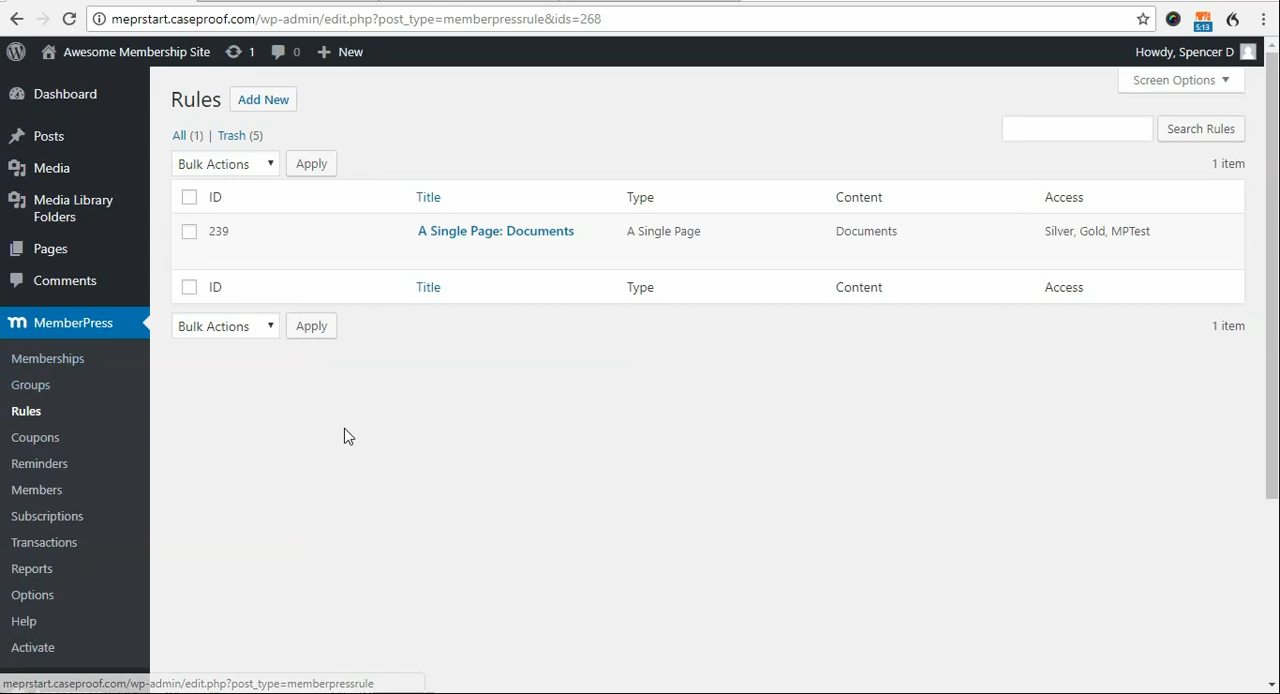 meprstart.caseproof.com/wp-admin/edit.php?post_type=memberpressrule&ids=268
5:13
Awesome Membership Site 1 0 New Howdy, Spencer D
Screen Options
Dashboard
Posts
Media
Media Library
Folders
Pages
Comments
MemberPress
Memberships
Groups
Rules
Coupons
Reminders
Members
Subscriptions
Transactions
Reports
Options
Help
Activate
Rules Add New
All (1) | Trash (5)
Search Rules
Bulk Actions Apply 1 item
ID Title Type Content Access
239 A Single Page: Documents A Single Page Documents Silver, Gold, MPTest
ID Title Type Content Access
Bulk Actions Apply 1 item
meprstart.caseproof.com/wp-admin/edit.php?post_type=memberpressrule